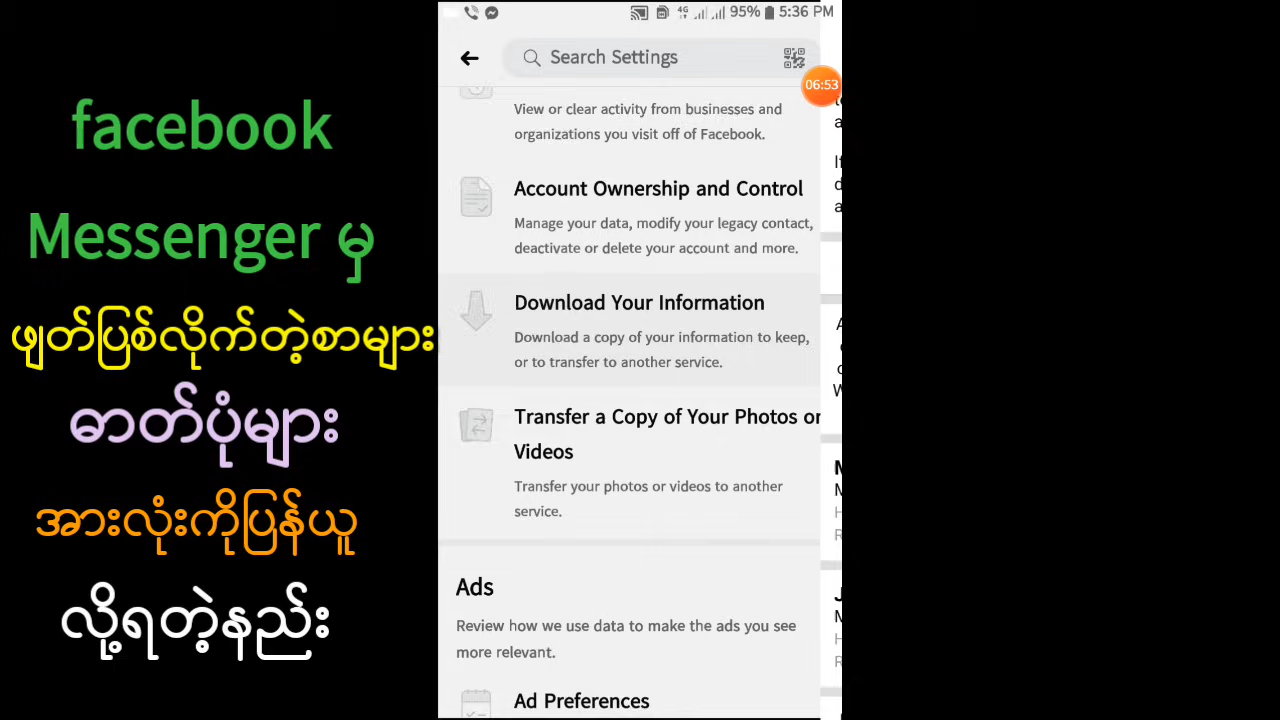 facebook
Messenger မှ
ဖျတ်ပြစ်လိုက်တဲ့စာများ
ဓာတ်ပုံများ
အားလုံးကိုပြန်ယူ
လို့ရတဲ့နည်း
4G 95% 5:36 PM
Search Settings
06:53
View or clear activity from businesses and
organizations you visit off of Facebook.
Account Ownership and Control
Manage your data, modify your legacy contact,
deactivate or delete your account and more.
Download Your Information
Download a copy of your information to keep,
or to transfer to another service.
Transfer a Copy of Your Photos or
Videos
Transfer your photos or videos to another
service.
Ads
Review how we use data to make the ads you see
more relevant.
Ad Preferences